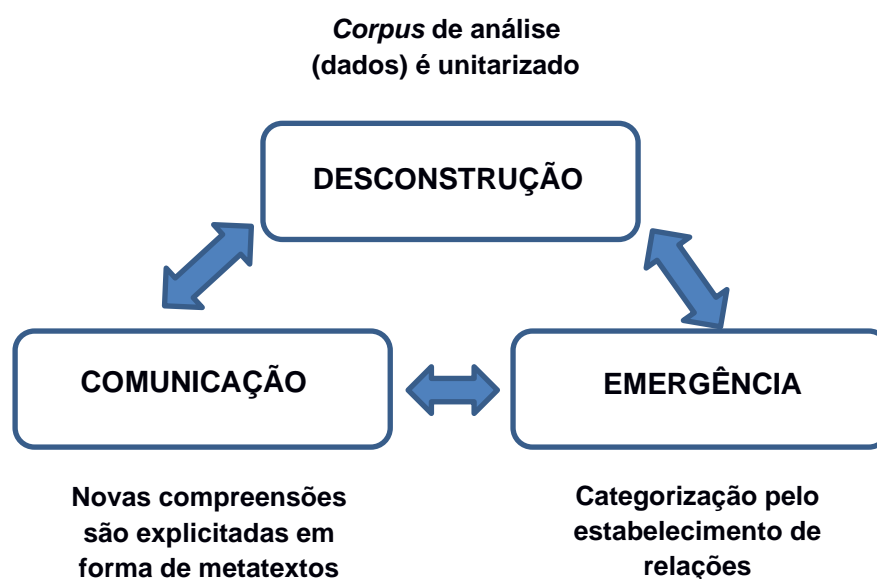 Corpus de análise
(dados) é unitarizado
DESCONSTRUÇÃO
COMUNICAÇÃO
EMERGÊNCIA
Novas compreensões
são explicitadas em
forma de metatextos
Categorização pelo
estabelecimento de
relações